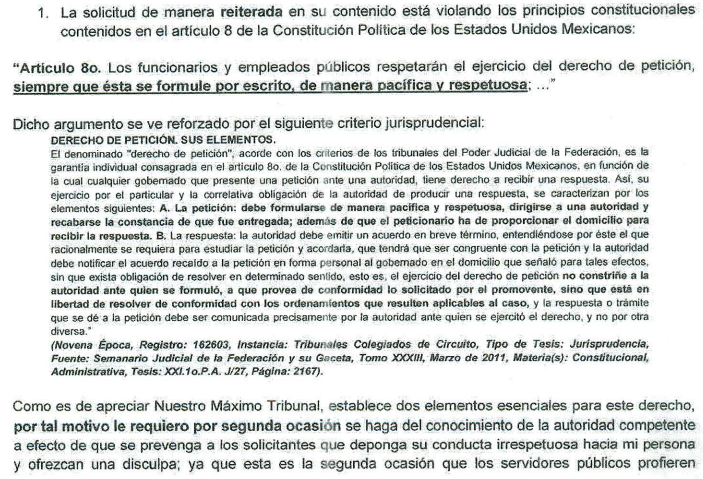 1. La solicitud de manera reiterada en su contenido está violando los principios constitucionales
contenidos en el artículo 8 de la Constitución Política de los Estados Unidos Mexicanos:
“Articulo 8o. Los funcionarios y empleados públicos respetarán el ejercicio del derecho de petición,
siempre que ésta se formule por escrito, de manera pacífica y respetuosa; …”
Dicho argumento se ve reforzado por el siguiente criterio jurisprudencial:
DERECHO DE PETICIÓN. SUS ELEMENTOS.
El denominado "derecho de petición", acorde con los criterios de los tribunales del Poder Judicial de la Federación, es la
garantía individual consagrada en el artículo 8o. de la Constitución Política de los Estados Unidos Mexicanos, en función de
la cual cualquier gobernado que presente una petición ante una autoridad, tiene derecho a recibir una respuesta. Así, su
ejercicio por el particular y la correlativa obligación de la autoridad de producir una respuesta, se caracterizan por los
elementos siguientes: A. La petición: debe formularse de manera pacífica y respetuosa, dirigirse a una autoridad y
recabarse la constancia de que fue entregada; además de que el peticionario ha de proporcionar el domicilio para
recibir la respuesta. B. La respuesta: la autoridad debe emitir un acuerdo en breve término, entendiéndose por éste el que
racionalmente se requiera para estudiar la petición y acordarla, que tendrá que ser congruente con la petición y la autoridad
debe notificar el acuerdo recaído a la petición en forma personal al gobernado en el domicilio que señaló para tales efectos,
sin que exista obligación de resolver en determinado sentido, esto es, el ejercicio del derecho de petición no constriñe a la
autoridad ante quien se formuló, a que provea de conformidad lo solicitado por el promovente, sino que está en
libertad de resolver de conformidad con los ordenamientos que resulten aplicables al caso, y la respuesta o trámite
que se dé a la petición debe ser comunicada precisamente por la autoridad ante quien se ejercitó el derecho, y no por otra
diversa."
(Novena Época, Registro: 162603, Instancia: Tribunales Colegiados de Circuito, Tipo de Tesis: Jurisprudencia,
Fuente: Semanario Judicial de la Federación y su Gaceta, Tomo XXXIII, Marzo de 2011, Materia(s): Constitucional,
Administrativa, Tesis: XXI.1o.P.A. J/27, Página: 2167).
Como es de apreciar Nuestro Máximo Tribunal, establece dos elementos esenciales para este derecho,
por tal motivo le requiero por segunda ocasión se haga del conocimiento de la autoridad competente
a efecto de que se prevenga a los solicitantes que deponga su conducta irrespetuosa hacia mi persona
y ofrezcan una disculpa; ya que esta es la segunda ocasión que los servidores públicos profieren